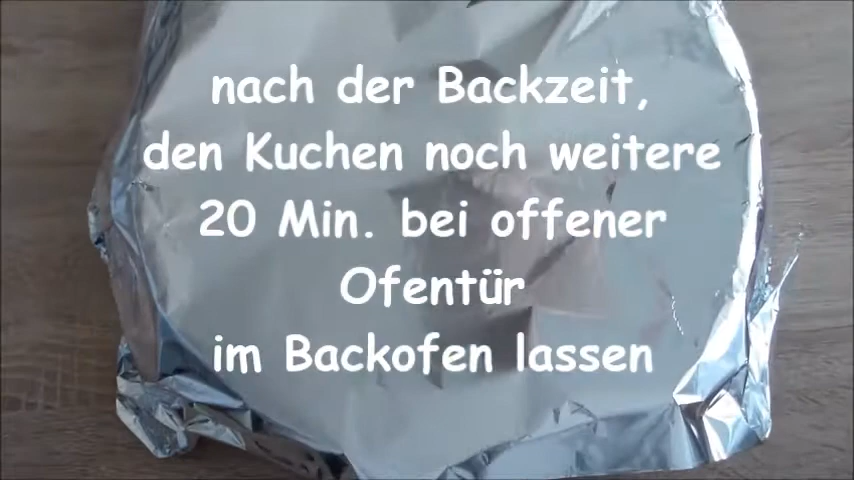 nach der Backzeit,
den Kuchen noch weitere
20 Min. bei offener
Ofentür
im Backofen lassen